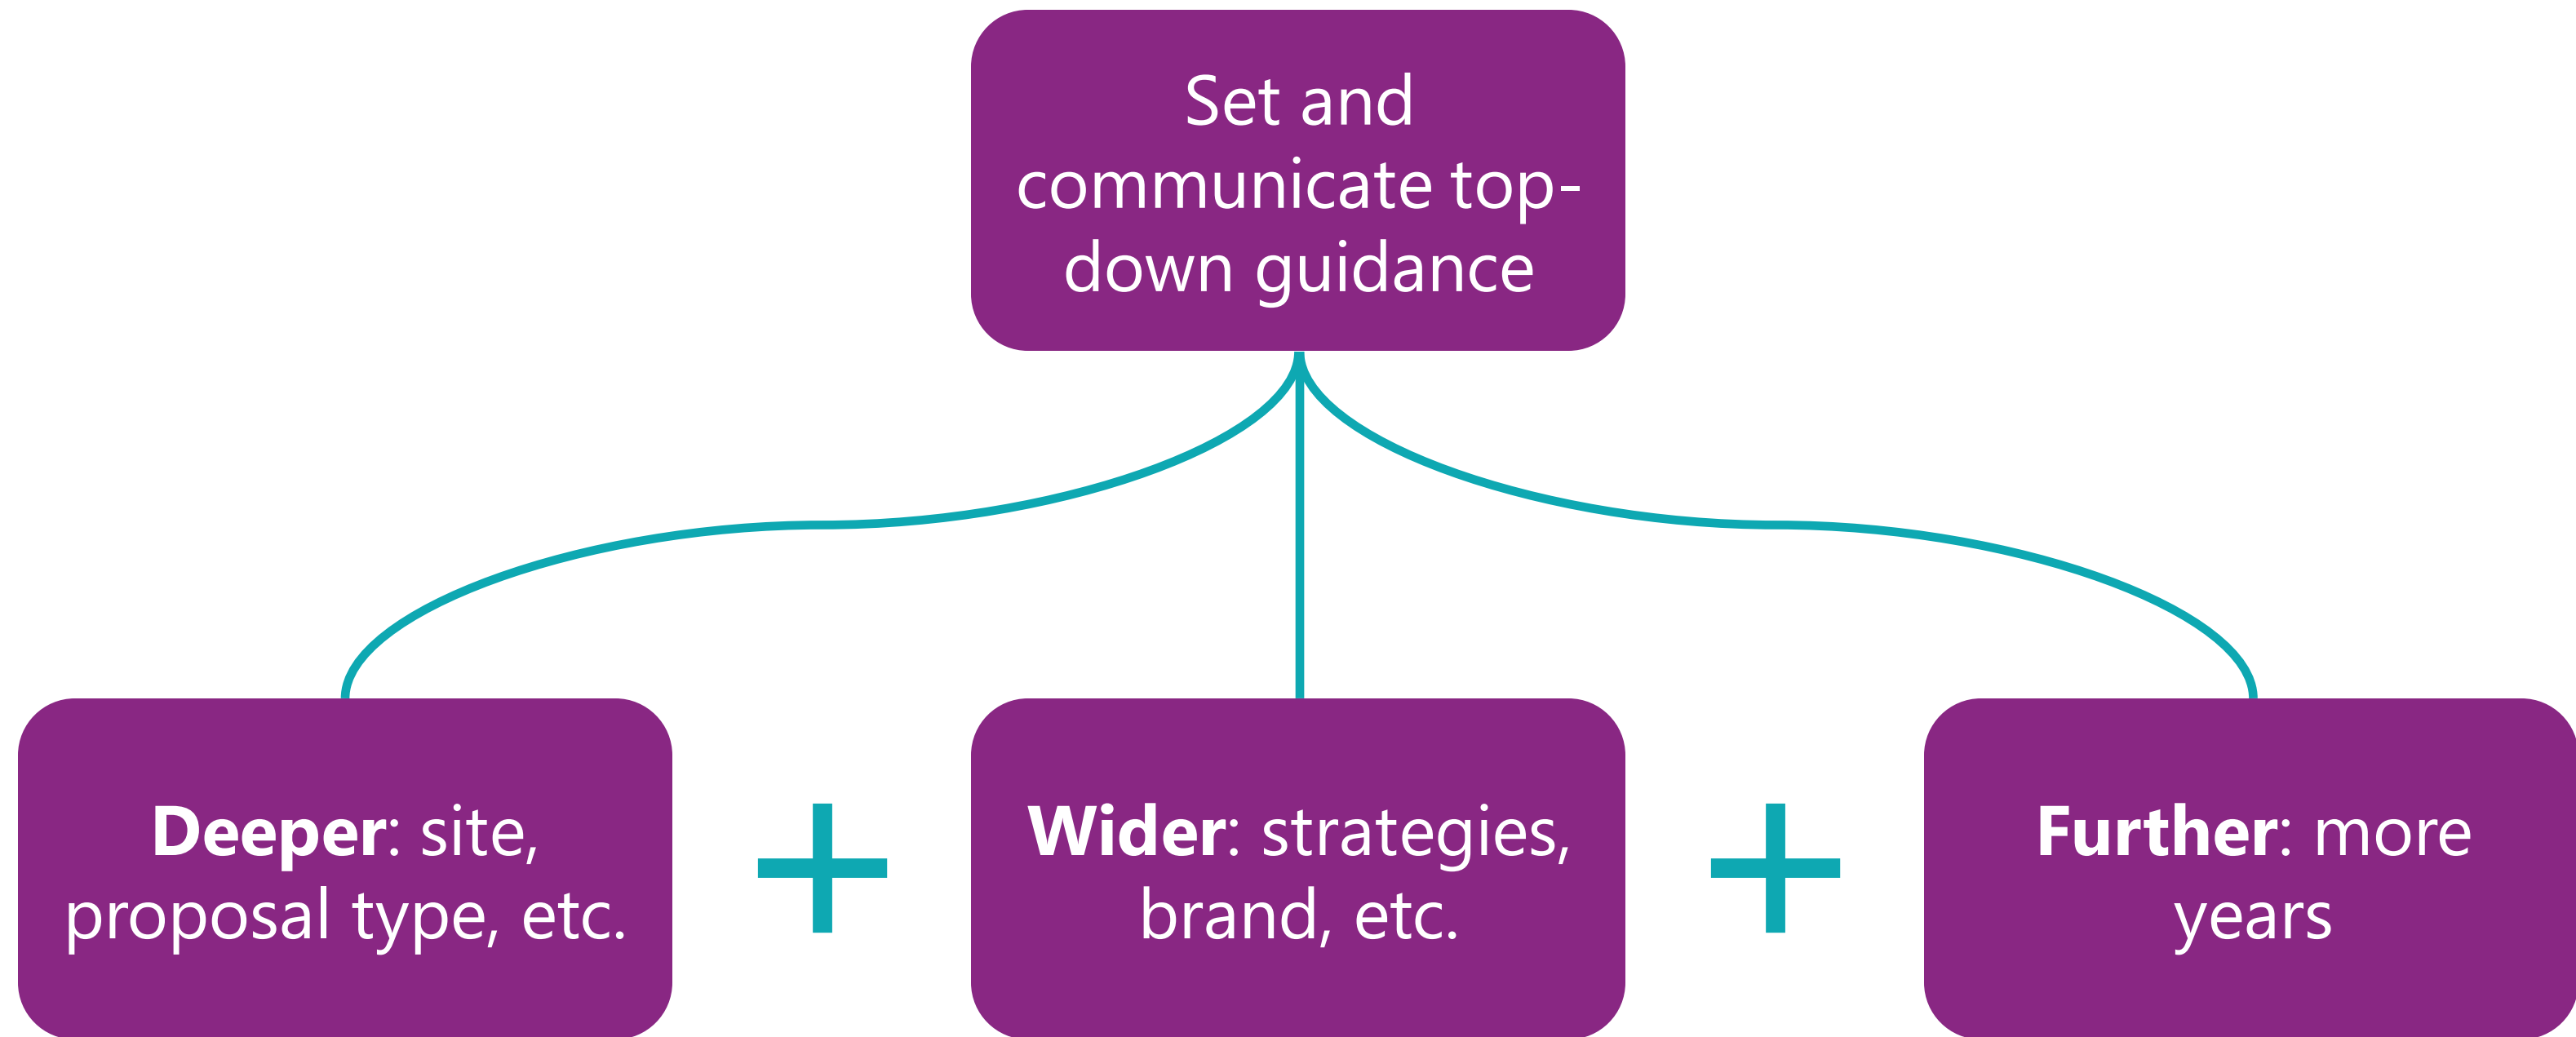 Set and
communicate top-
down guidance
Deeper: site,
proposal type, etc.
Wider: strategies,
brand, etc.
Further: more
years